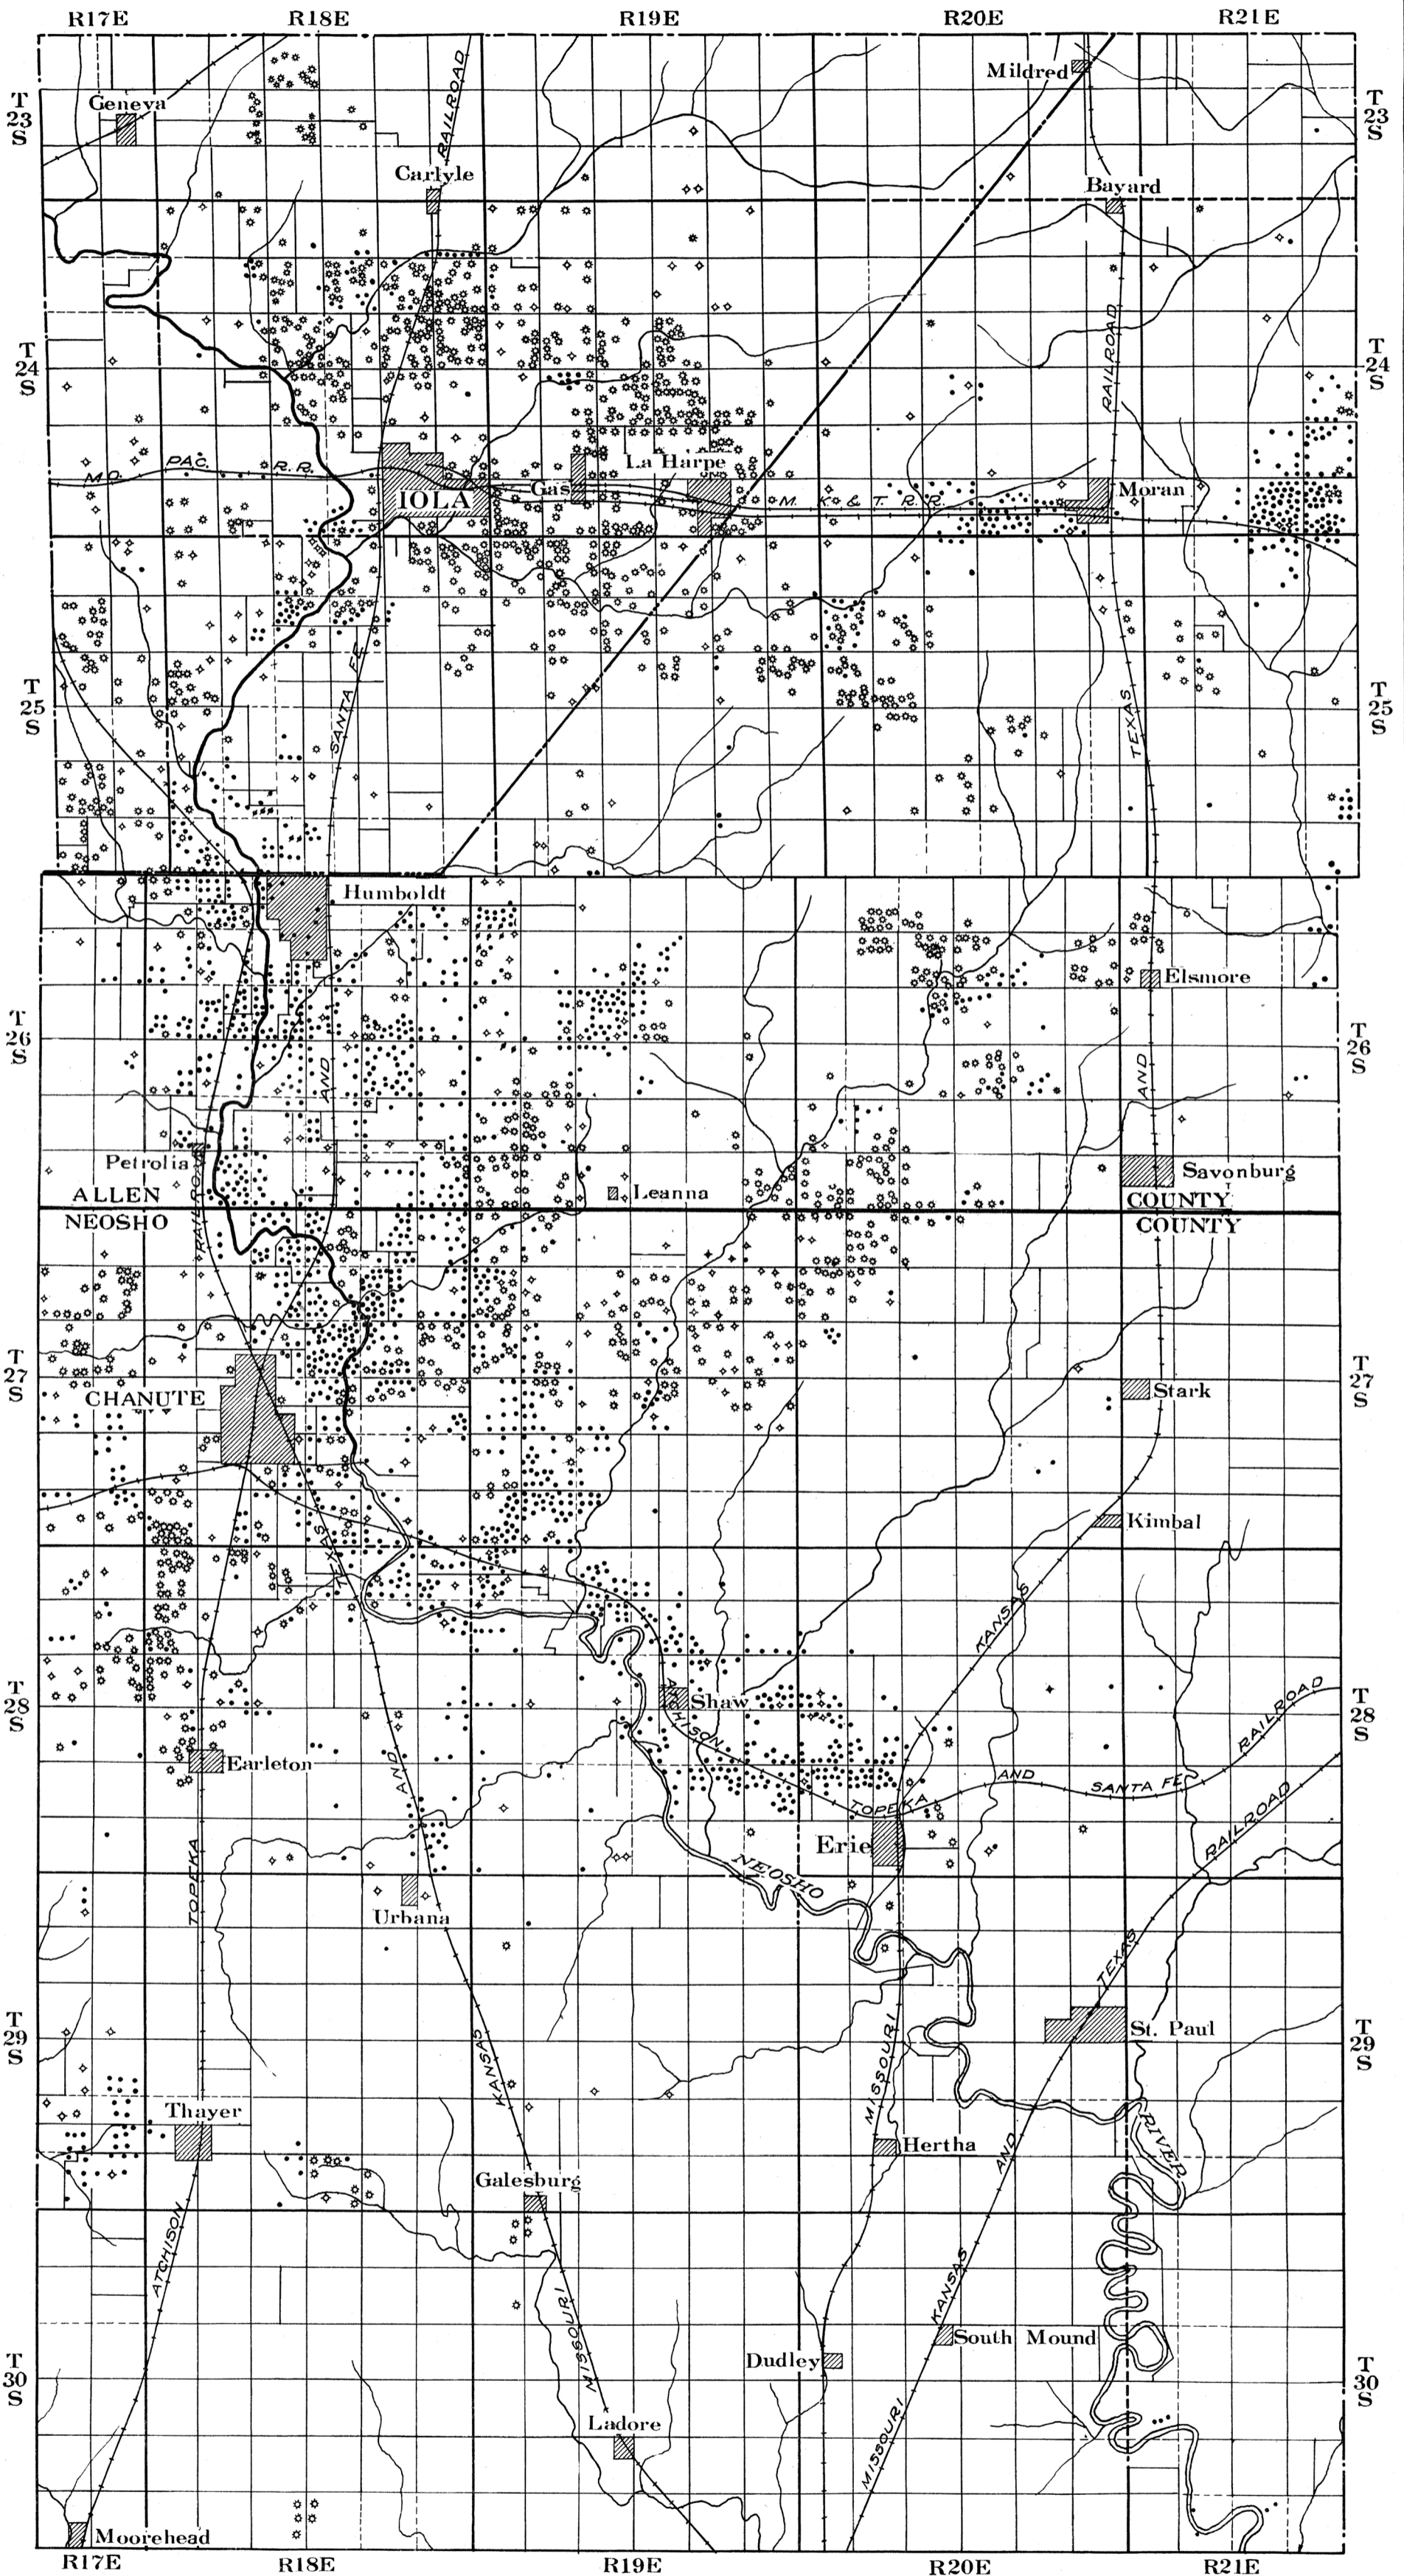 R17E R18E R19E R20E R21E
RAILROAD
Mildred
T
23
S
T
23
S
Geneva
Carlyle
Bayard
RAILROAD
T
24
S
T
24
S
MO. PAC. R.R.
La Harpe
IOLA
Gas
M. K. & T. R.R.
Moran
SANTA FE
T
25
S
T
25
S
TEXAS
Humboldt
Elsmore
T
26
S
T
26
S
AND
AND
Petrolia
Savonburg
Leanna
ALLEN
COUNTY
NEOSHO
COUNTY
RAILROAD
T
27
S
T
27
S
CHANUTE
Stark
Kimbal
TEXAS
KANSAS
T
28
S
T
28
S
Shaw
ATCHISON
RAILROAD
Earleton
AND
AND
SANTA FE
TOPEKA
RAILROAD
Erie
TOPEKA
NEOSHO
Urbana
TEXAS
T
29
S
T
29
S
St. Paul
KANSAS
MISSOURI
Thayer
RIVER
Hertha
AND
Galesburg
ATCHISON
KANSAS
MISSOURI
South Mound
Dudley
T
30
S
T
30
S
MISSOURI
Ladore
Moorehead
R17E R18E R19E R20E R21E